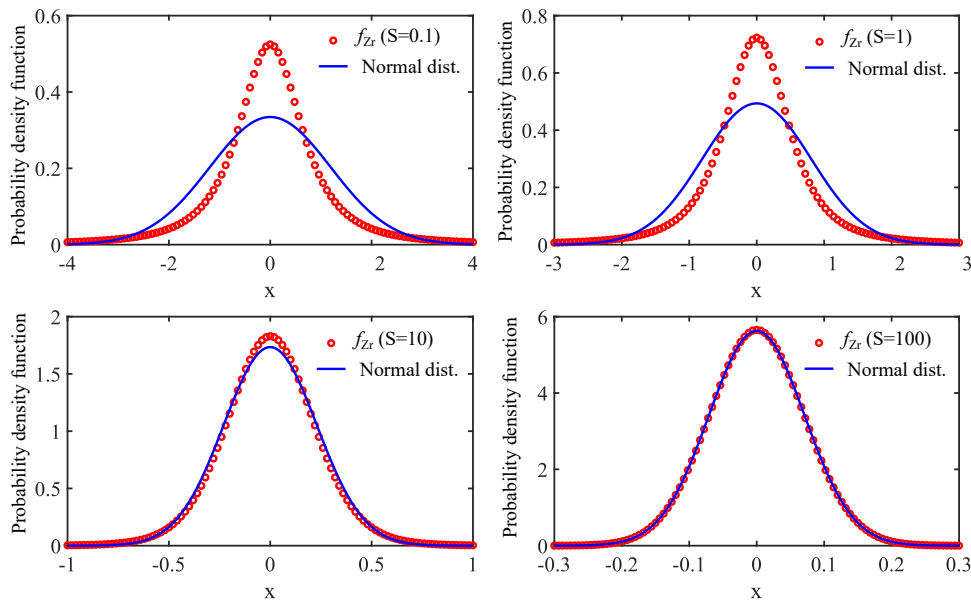 Probability density function
0.6
0.4
0.2
0
-4
-2
0
2
4
x
f_Zr (S=0.1)
Normal dist.
Probability density function
0.8
0.6
0.4
0.2
0
-3
-2
-1
0
1
2
3
x
f_Zr (S=1)
Normal dist.
Probability density function
2
1.5
1
0.5
0
-1
-0.5
0
0.5
1
x
f_Zr (S=10)
Normal dist.
Probability density function
6
4
2
0
-0.3
-0.2
-0.1
0
0.1
0.2
0.3
x
f_Zr (S=100)
Normal dist.